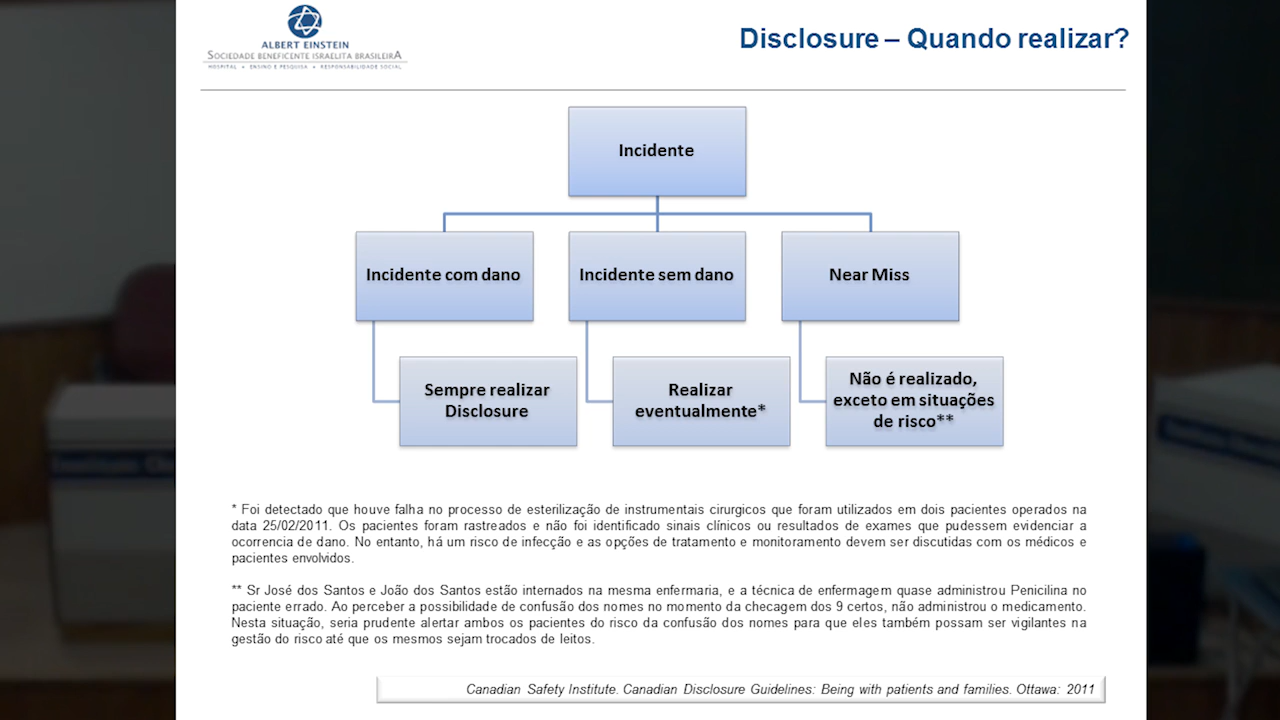 ALBERT EINSTEIN
SOCIEDADE BENEFICENTE ISRAELITA BRASILEIRA
HOSPITAL • ENSINO E PESQUISA • RESPONSABILIDADE SOCIAL
Disclosure – Quando realizar?
Incidente
Incidente com dano
Incidente sem dano
Near Miss
Sempre realizar
Disclosure
Realizar
eventualmente*
Não é realizado,
exceto em situações
de risco**
* Foi detectado que houve falha no processo de esterilização de instrumentais cirurgicos que foram utilizados em dois pacientes operados na
data 25/02/2011. Os pacientes foram rastreados e não foi identificado sinais clínicos ou resultados de exames que pudessem evidenciar a
ocorrencia de dano. No entanto, há um risco de infecção e as opções de tratamento e monitoramento devem ser discutidas com os médicos e
pacientes envolvidos.
** Sr José dos Santos e João dos Santos estão internados na mesma enfermaria, e a técnica de enfermagem quase administrou Penicilina no
paciente errado. Ao perceber a possibilidade de confusão dos nomes no momento da checagem dos 9 certos, não administrou o medicamento.
Nesta situação, seria prudente alertar ambos os pacientes do risco da confusão dos nomes para que eles também possam ser vigilantes na
gestão do risco até que os mesmos sejam trocados de leitos.
Canadian Safety Institute. Canadian Disclosure Guidelines: Being with patients and families. Ottawa: 2011